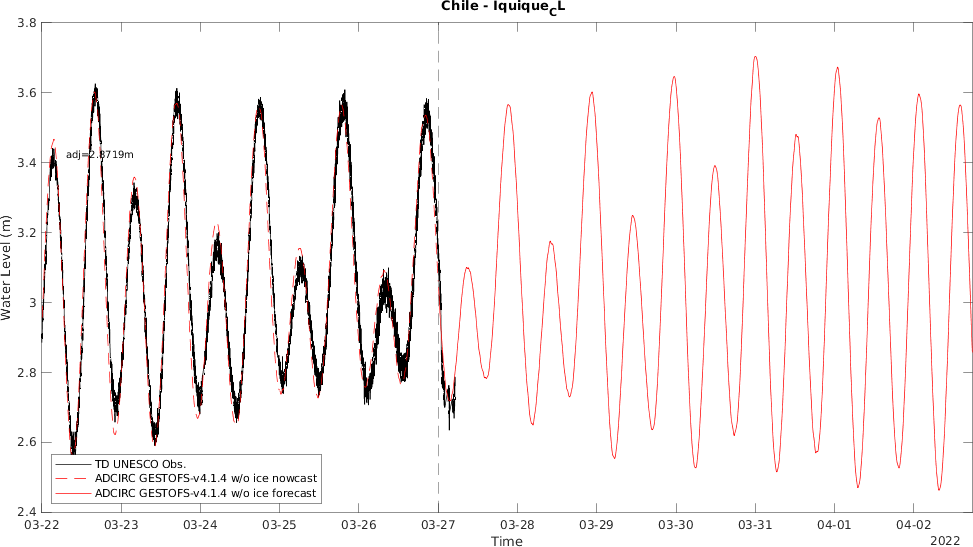 Chile - Iquique_CL
3.8
3.6
3.4
3.2
3
2.8
2.6
2.4
Water Level (m)
adj=2.8719m
TD UNESCO Obs.
ADCIRC GESTOFS-v4.1.4 w/o ice nowcast
ADCIRC GESTOFS-v4.1.4 w/o ice forecast
03-22 03-23 03-24 03-25 03-26 03-27 03-28 03-29 03-30 03-31 04-01 04-02
Time
2022